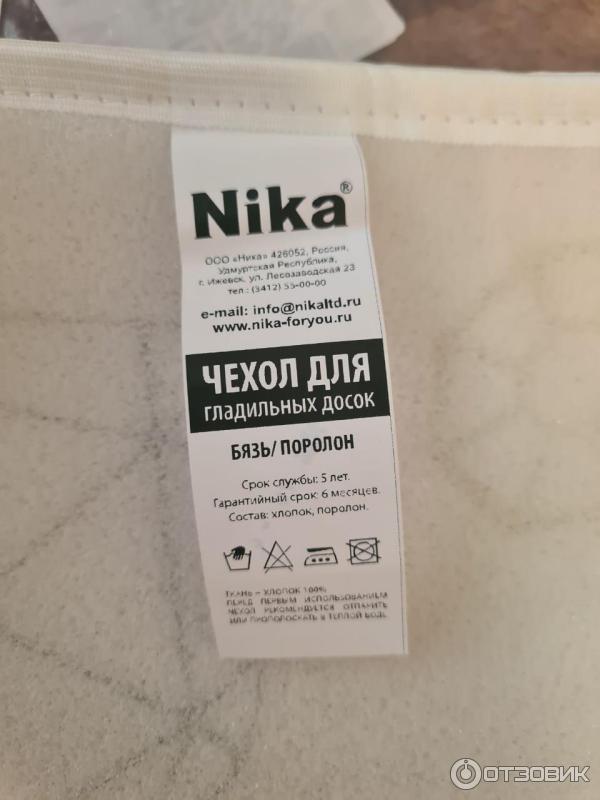 Nika®
ООО «Ника» 426052, Россия,
Удмуртская Республика,
г. Ижевск, ул. Лесозаводская 23
тел.: (3412) 55-00-00
e-mail: info@nikaltd.ru
www.nika-foryou.ru
ЧЕХОЛ ДЛЯ
ГЛАДИЛЬНЫХ ДОСОК
БЯЗЬ/ПОРОЛОН
Срок службы: 5 лет.
Гарантийный срок: 6 месяцев.
Состав: хлопок, поролон.
ТКАНЬ – ХЛОПОК 100%
ПЕРЕД ПЕРВЫМ ИСПОЛЬЗОВАНИЕМ
ЧЕХОЛ РЕКОМЕНДУЕТСЯ ОТПАРИТЬ
ИЛИ ПРОПОЛОСКАТЬ В ТЕПЛОЙ ВОДЕ
ОТЗОВИК